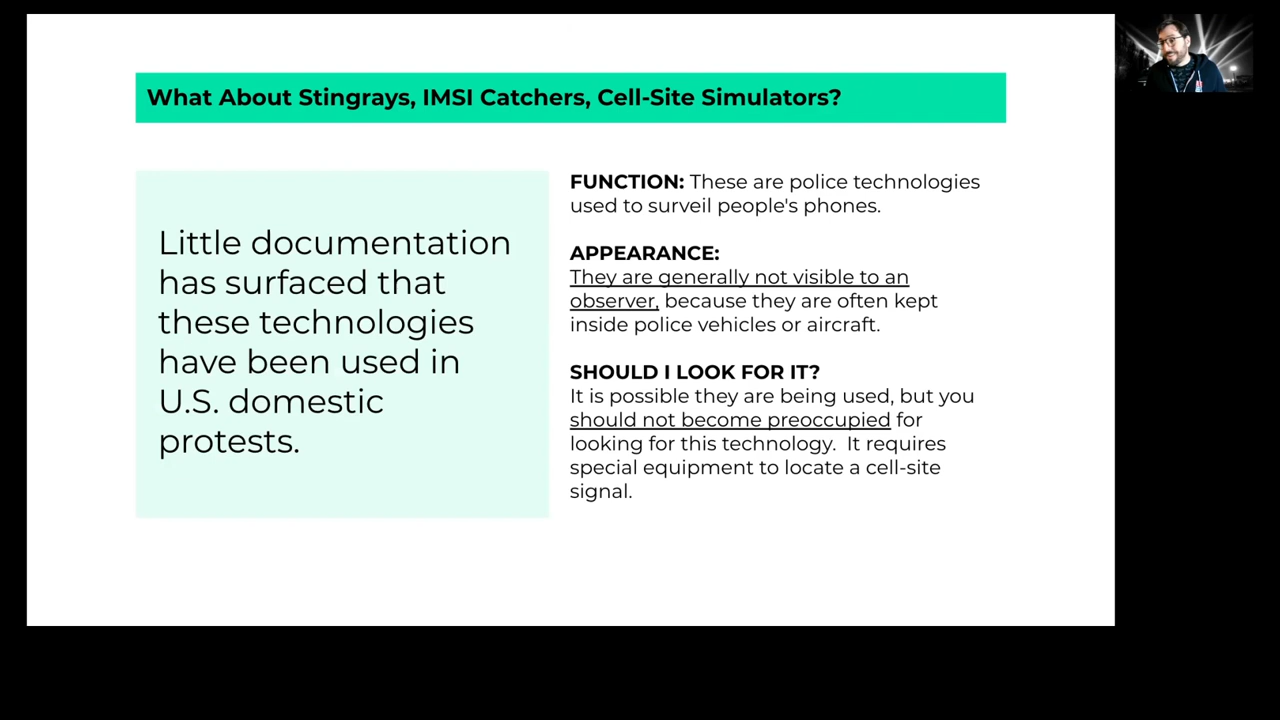 What About Stingrays, IMSI Catchers, Cell-Site Simulators?
Little documentation
has surfaced that
these technologies
have been used in
U.S. domestic
protests.
FUNCTION: These are police technologies
used to surveil people's phones.
APPEARANCE:
They are generally not visible to an
observer, because they are often kept
inside police vehicles or aircraft.
SHOULD I LOOK FOR IT?
It is possible they are being used, but you
should not become preoccupied for
looking for this technology.  It requires
special equipment to locate a cell-site
signal.